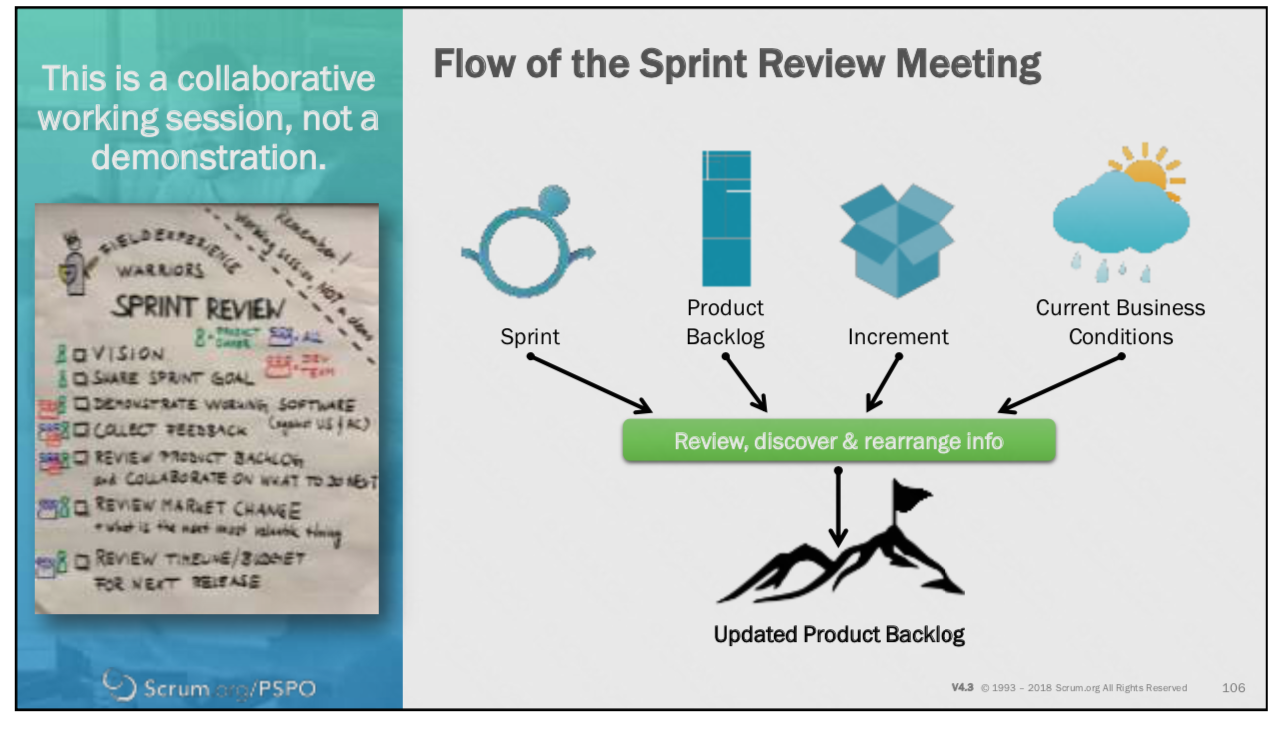 This is a collaborative
working session, not a
demonstration.
Remember!
Working session, NOT a demo
FIELD EXPERIENCE
WARRIORS
SPRINT REVIEW
= PRODUCT OWNER
= ALL
= DEV TEAM
VISION
SHARE SPRINT GOAL
DEMONSTRATE WORKING SOFTWARE
(against US & AC)
COLLECT FEEDBACK
REVIEW PRODUCT BACKLOG
and COLLABORATE ON WHAT TO DO NEXT
REVIEW MARKET CHANGE
+ what is the next most valuable thing
REVIEW TIMELINE/BUDGET
FOR NEXT RELEASE
Scrum.org/PSPO
Flow of the Sprint Review Meeting
Sprint
Product
Backlog
Increment
Current Business
Conditions
Review, discover & rearrange info
Updated Product Backlog
V4.3 © 1993 – 2018 Scrum.org All Rights Reserved
106